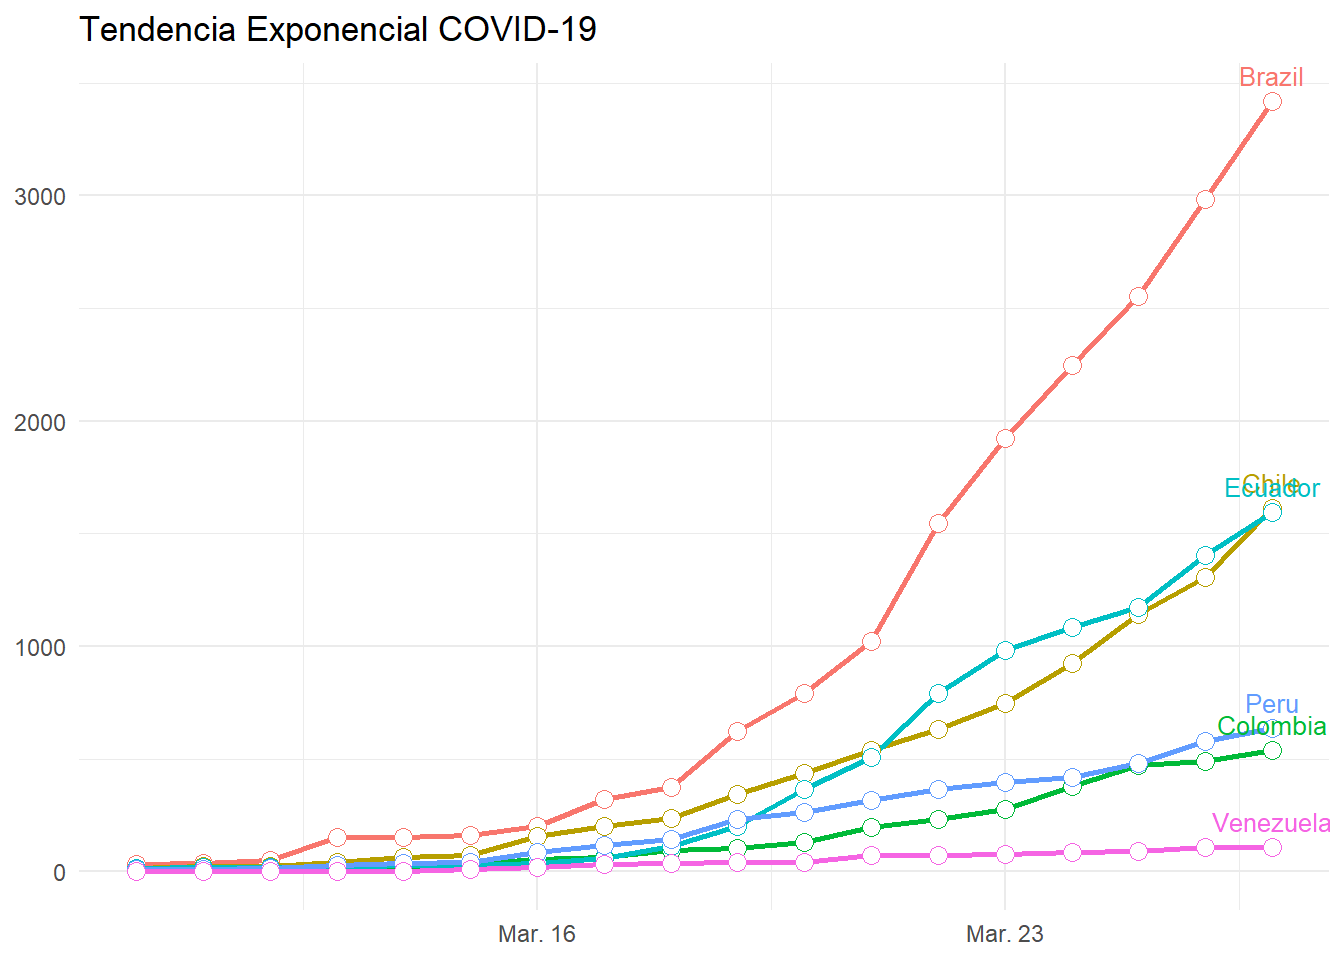 Tendencia Exponencial COVID-19
Brazil
3000
2000
Chile
Ecuador
1000
Peru
Colombia
Venezuela
0
Mar. 16
Mar. 23